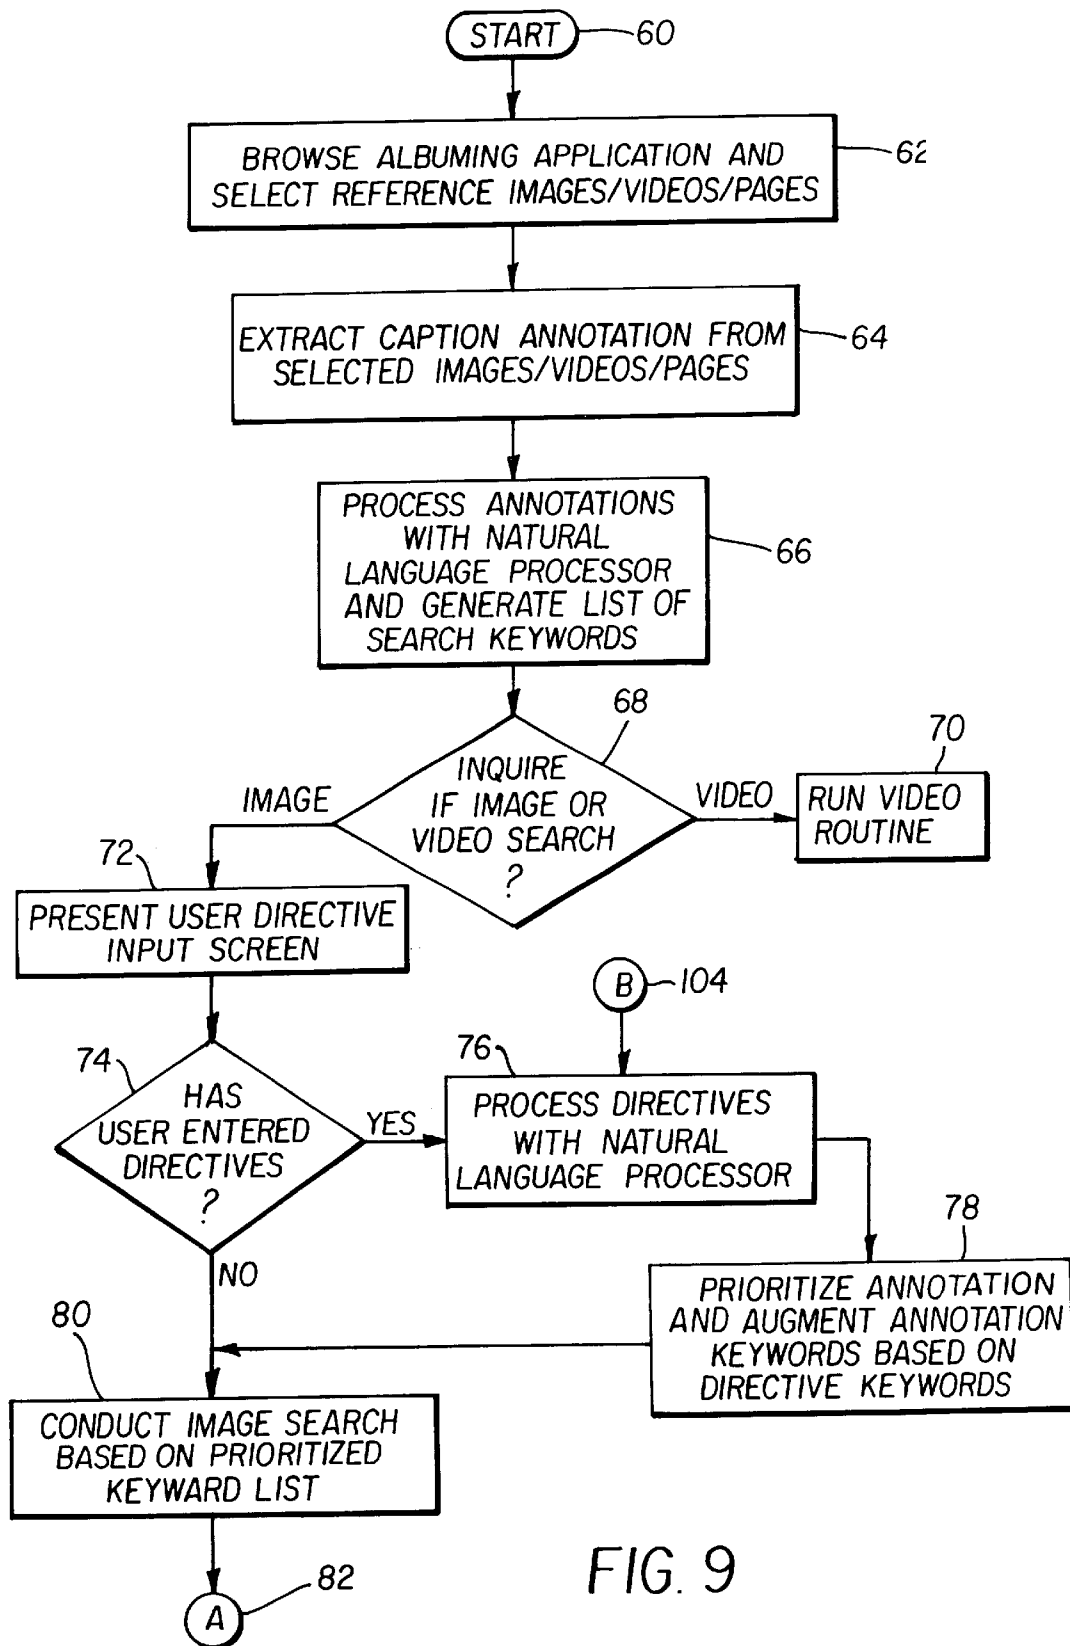 START
60
BROWSE ALBUMING APPLICATION AND
SELECT REFERENCE IMAGES/VIDEOS/PAGES
62
EXTRACT CAPTION ANNOTATION FROM
SELECTED IMAGES/VIDEOS/PAGES
64
PROCESS ANNOTATIONS
WITH NATURAL
LANGUAGE PROCESSOR
AND GENERATE LIST OF
SEARCH KEYWORDS
66
68
INQUIRE
IF IMAGE OR
VIDEO SEARCH
?
IMAGE
VIDEO
70
RUN VIDEO
ROUTINE
72
PRESENT USER DIRECTIVE
INPUT SCREEN
B
104
74
HAS
USER ENTERED
DIRECTIVES
?
YES
76
PROCESS DIRECTIVES
WITH NATURAL
LANGUAGE PROCESSOR
NO
78
PRIORITIZE ANNOTATION
AND AUGMENT ANNOTATION
KEYWORDS BASED ON
DIRECTIVE KEYWORDS
80
CONDUCT IMAGE SEARCH
BASED ON PRIORITIZED
KEYWARD LIST
A
82
FIG. 9